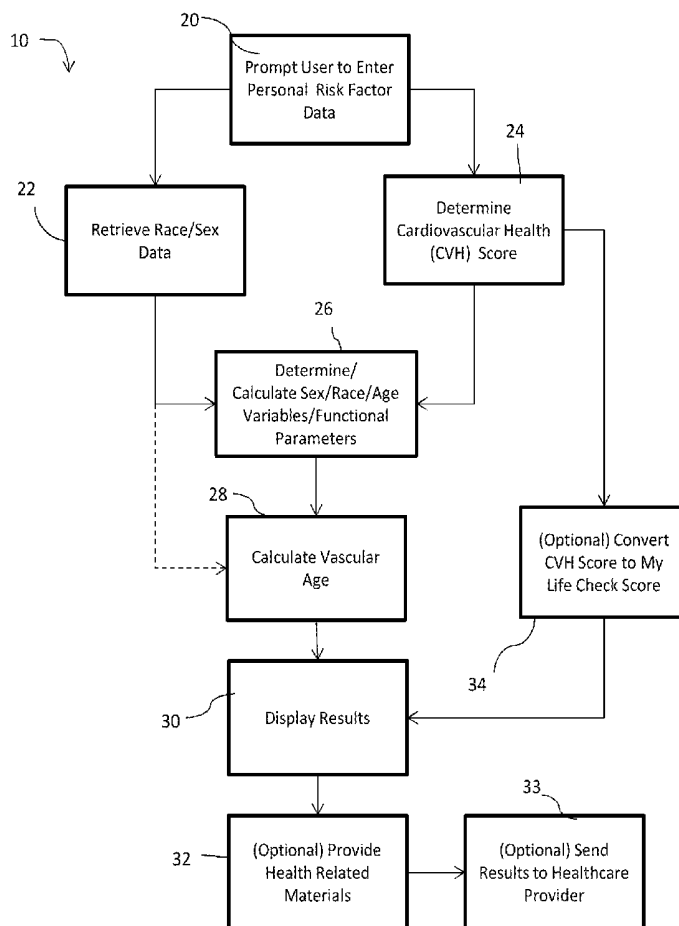 20
10
Prompt User to Enter
Personal Risk Factor
Data
24
22
Retrieve Race/Sex
Data
Determine
Cardiovascular Health
(CVH) Score
26
Determine/
Calculate Sex/Race/Age
Variables/Functional
Parameters
28
Calculate Vascular
Age
(Optional) Convert
CVH Score to My
Life Check Score
34
30
Display Results
33
32
(Optional) Provide
Health Related
Materials
(Optional) Send
Results to Healthcare
Provider